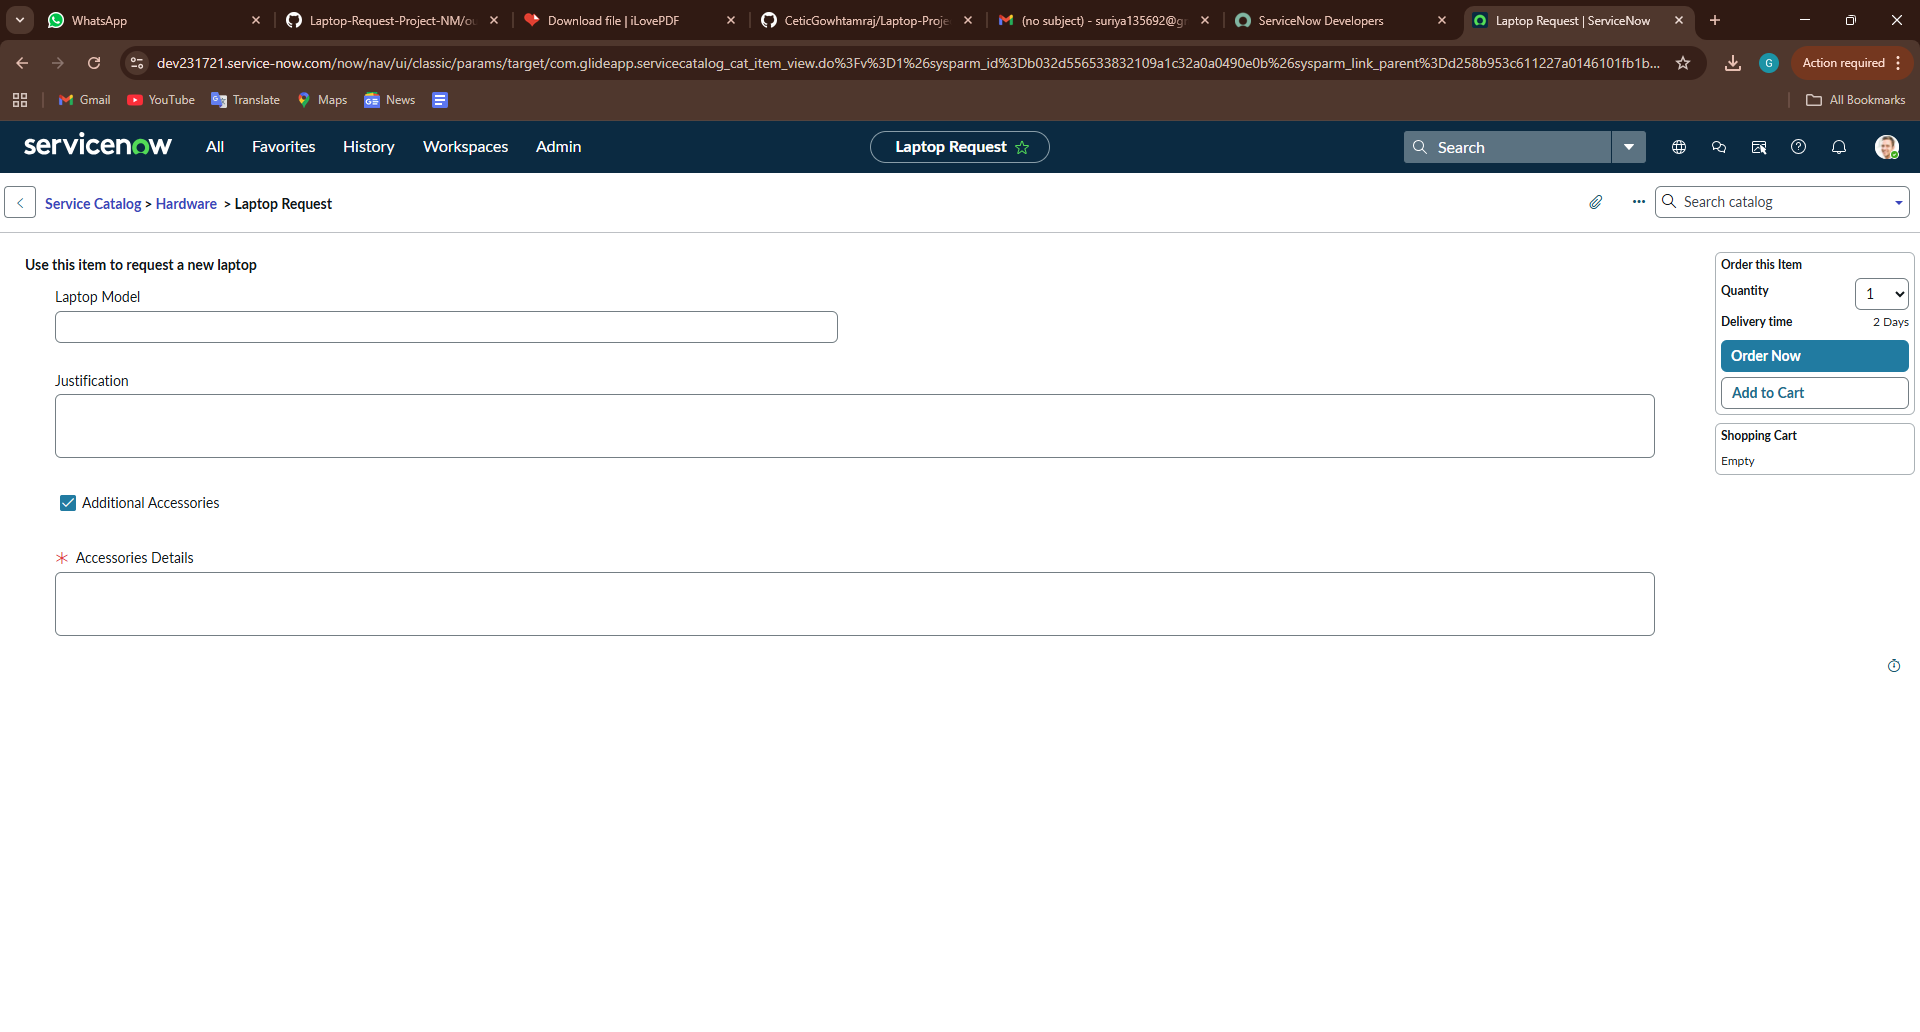 WhatsApp
Laptop-Request-Project-NM/ou
Download file | iLovePDF
CeticGowhtamraj/Laptop-Proje
(no subject) - suriya135692@gr
ServiceNow Developers
Laptop Request | ServiceNow
dev231721.service-now.com/now/nav/ui/classic/params/target/com.glideapp.servicecatalog_cat_item_view.do%3Fv%3D1%26sysparm_id%3Db032d556533832109a1c32a0a0490e0b%26sysparm_link_parent%3Dd258b953c611227a0146101fb1b...
G
Action required
Gmail
YouTube
Translate
Maps
News
All Bookmarks
servicenow
All
Favorites
History
Workspaces
Admin
Laptop Request
Search
Service Catalog > Hardware > Laptop Request
Search catalog
Use this item to request a new laptop
Laptop Model
Justification
Additional Accessories
* Accessories Details
Order this Item
Quantity
1
Delivery time
2 Days
Order Now
Add to Cart
Shopping Cart
Empty